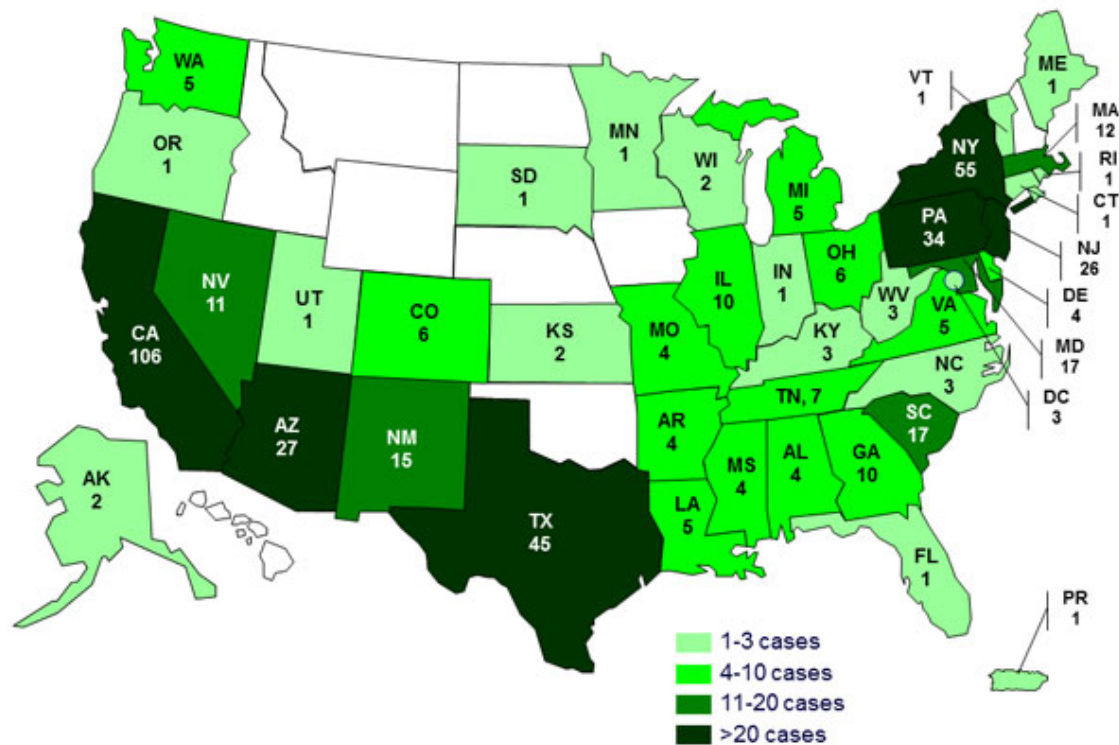 WA
5
OR
1
CA
106
NV
11
UT
1
AZ
27
CO
6
NM
15
SD
1
KS
2
TX
45
MN
1
WI
2
MI
5
IL
10
IN
1
OH
6
MO
4
KY
3
WV
3
VA
5
TN, 7
NC
3
SC
17
AR
4
MS
4
AL
4
GA
10
LA
5
FL
1
AK
2
VT
1
ME
1
NY
55
PA
34
MA
12
RI
1
CT
1
NJ
26
DE
4
MD
17
DC
3
PR
1
1-3 cases
4-10 cases
11-20 cases
>20 cases